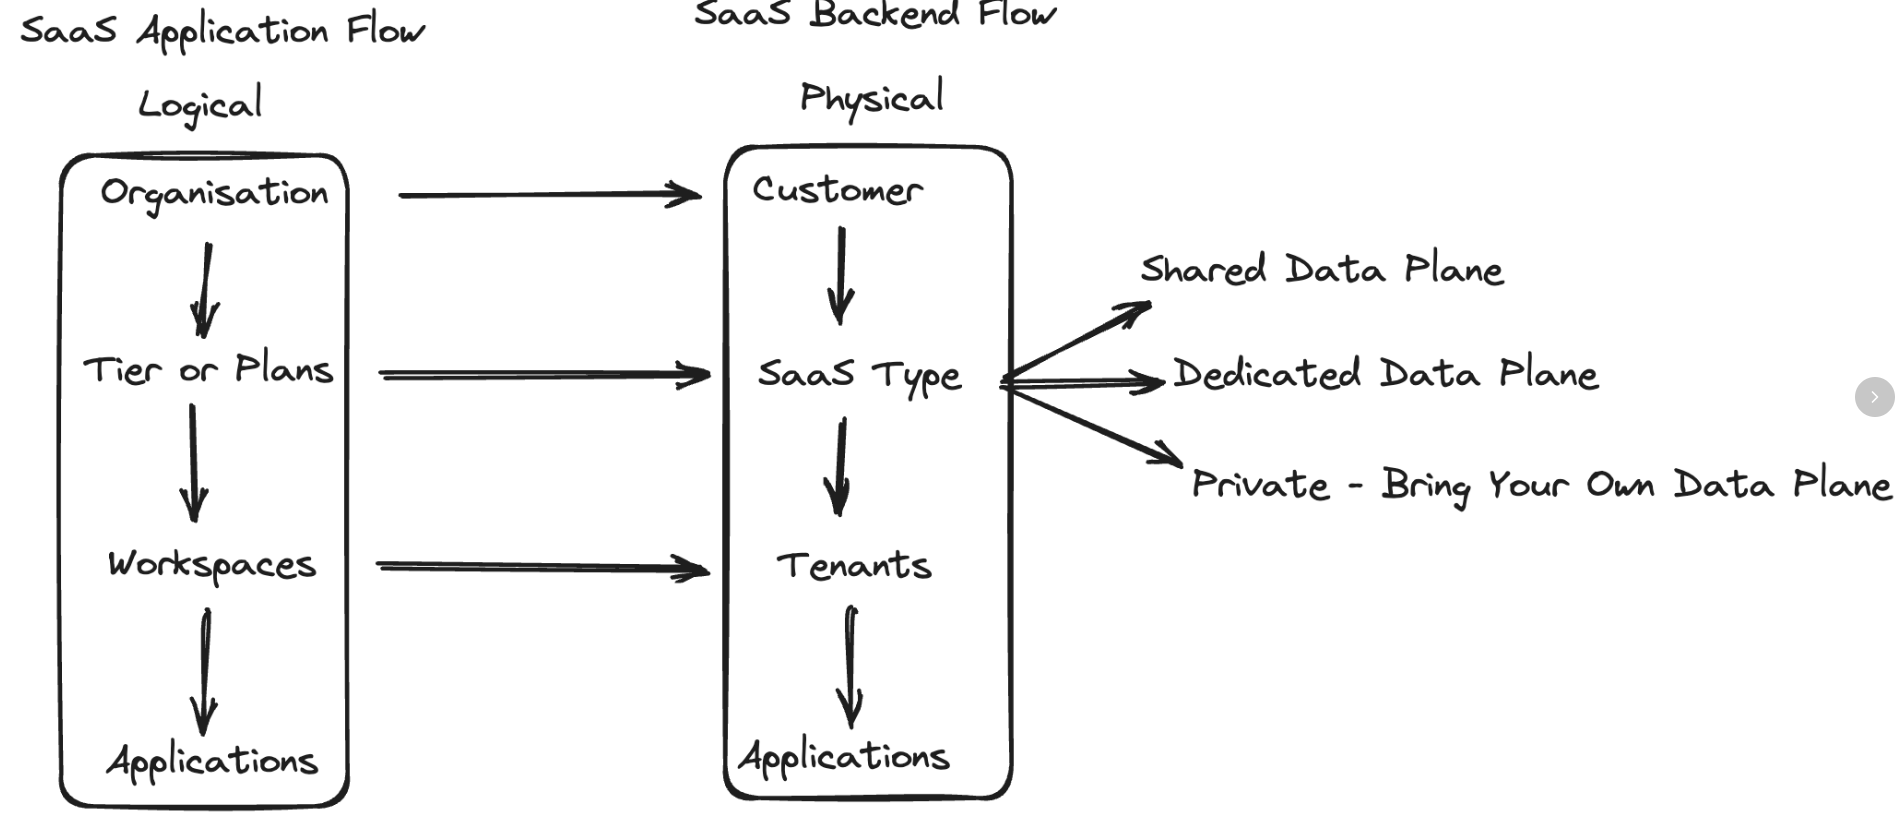 SaaS Application Flow
Logical
Organisation
Tier or Plans
Workspaces
Applications
SaaS Backend Flow
Physical
Customer
SaaS Type
Tenants
Applications
Shared Data Plane
Dedicated Data Plane
Private - Bring Your Own Data Plane